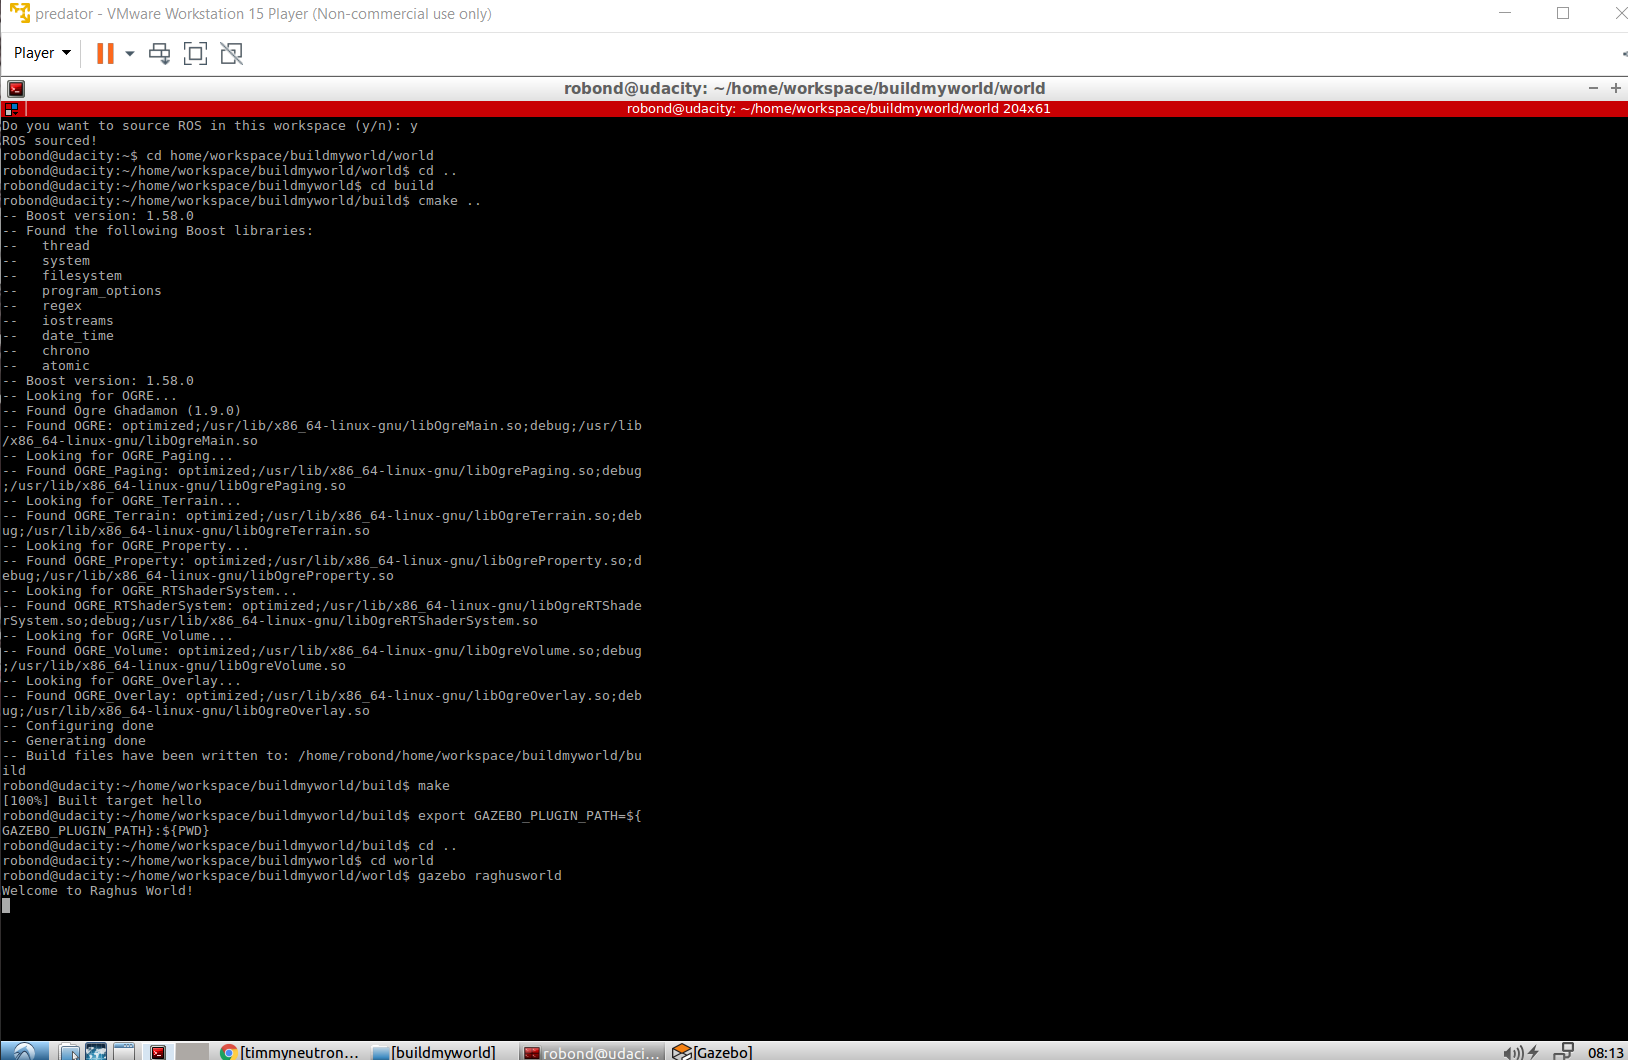 predator - VMware Workstation 15 Player (Non-commercial use only)
Player
robond@udacity: ~/home/workspace/buildmyworld/world
robond@udacity: ~/home/workspace/buildmyworld/world 204x61
Do you want to source ROS in this workspace (y/n): y
ROS sourced!
robond@udacity:~$ cd home/workspace/buildmyworld/world
robond@udacity:~/home/workspace/buildmyworld/world$ cd ..
robond@udacity:~/home/workspace/buildmyworld$ cd build
robond@udacity:~/home/workspace/buildmyworld/build$ cmake ..
-- Boost version: 1.58.0
-- Found the following Boost libraries:
--   thread
--   system
--   filesystem
--   program_options
--   regex
--   iostreams
--   date_time
--   chrono
--   atomic
-- Boost version: 1.58.0
-- Looking for OGRE...
-- Found Ogre Ghadamon (1.9.0)
-- Found OGRE: optimized;/usr/lib/x86_64-linux-gnu/libOgreMain.so;debug;/usr/lib
/x86_64-linux-gnu/libOgreMain.so
-- Looking for OGRE_Paging...
-- Found OGRE_Paging: optimized;/usr/lib/x86_64-linux-gnu/libOgrePaging.so;debug
;/usr/lib/x86_64-linux-gnu/libOgrePaging.so
-- Looking for OGRE_Terrain...
-- Found OGRE_Terrain: optimized;/usr/lib/x86_64-linux-gnu/libOgreTerrain.so;deb
ug;/usr/lib/x86_64-linux-gnu/libOgreTerrain.so
-- Looking for OGRE_Property...
-- Found OGRE_Property: optimized;/usr/lib/x86_64-linux-gnu/libOgreProperty.so;d
ebug;/usr/lib/x86_64-linux-gnu/libOgreProperty.so
-- Looking for OGRE_RTShaderSystem...
-- Found OGRE_RTShaderSystem: optimized;/usr/lib/x86_64-linux-gnu/libOgreRTShade
rSystem.so;debug;/usr/lib/x86_64-linux-gnu/libOgreRTShaderSystem.so
-- Looking for OGRE_Volume...
-- Found OGRE_Volume: optimized;/usr/lib/x86_64-linux-gnu/libOgreVolume.so;debug
;/usr/lib/x86_64-linux-gnu/libOgreVolume.so
-- Looking for OGRE_Overlay...
-- Found OGRE_Overlay: optimized;/usr/lib/x86_64-linux-gnu/libOgreOverlay.so;deb
ug;/usr/lib/x86_64-linux-gnu/libOgreOverlay.so
-- Configuring done
-- Generating done
-- Build files have been written to: /home/robond/home/workspace/buildmyworld/bu
ild
robond@udacity:~/home/workspace/buildmyworld/build$ make
[100%] Built target hello
robond@udacity:~/home/workspace/buildmyworld/build$ export GAZEBO_PLUGIN_PATH=${
GAZEBO_PLUGIN_PATH}:${PWD}
robond@udacity:~/home/workspace/buildmyworld/build$ cd ..
robond@udacity:~/home/workspace/buildmyworld$ cd world
robond@udacity:~/home/workspace/buildmyworld/world$ gazebo raghusworld
Welcome to Raghus World!
[timmyneutron... [buildmyworld] robond@udaci... [Gazebo] 08:13